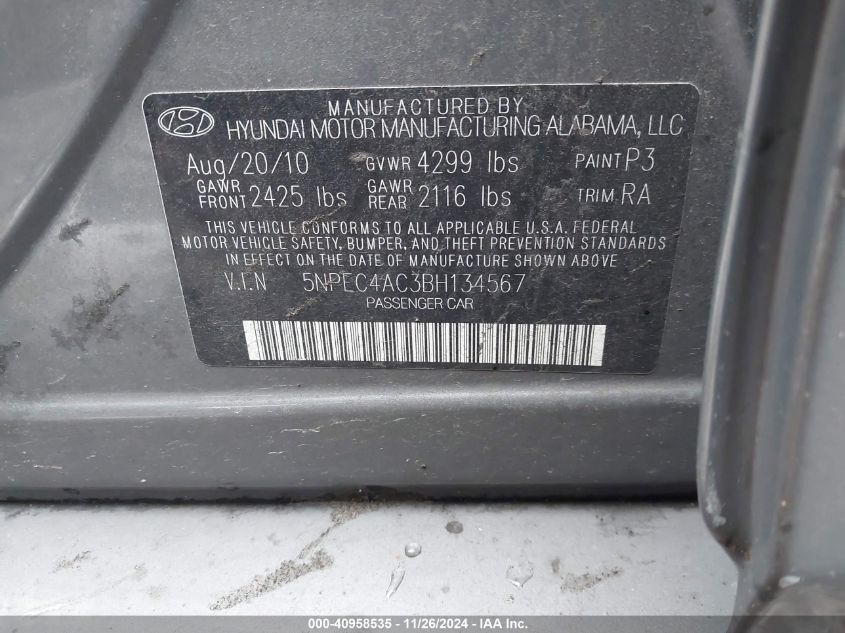 MANUFACTURED BY
HYUNDAI MOTOR MANUFACTURING ALABAMA, LLC
Aug/20/10 GVWR 4299 lbs PAINT P3
GAWR FRONT 2425 lbs GAWR REAR 2116 lbs TRIM RA
THIS VEHICLE CONFORMS TO ALL APPLICABLE U.S.A. FEDERAL
MOTOR VEHICLE SAFETY, BUMPER, AND THEFT PREVENTION STANDARDS
IN EFFECT ON THE DATE OF MANUFACTURE SHOWN ABOVE
V.I.N 5NPEC4AC3BH134567
PASSENGER CAR
000-40958535 - 11/26/2024 - IAA Inc.